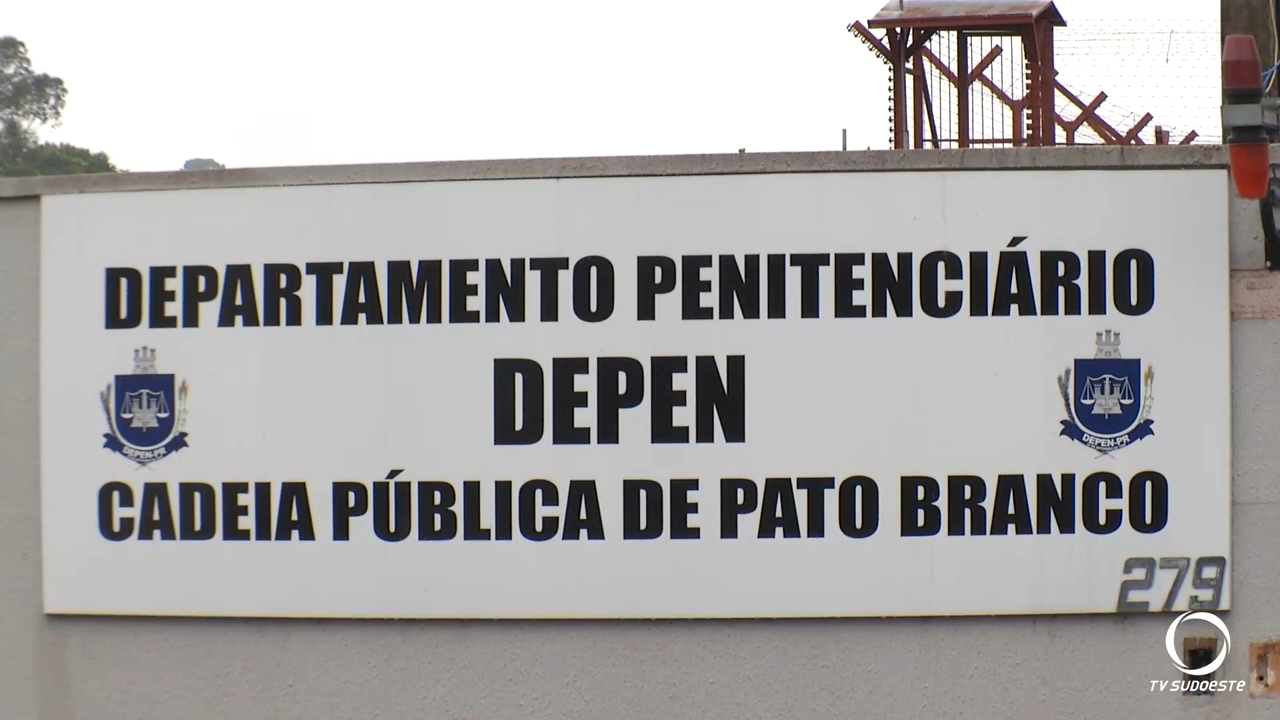 DEPARTAMENTO PENITENCIÁRIO
DEPEN
DEPEN-PR
DEPEN-PR
CADEIA PÚBLICA DE PATO BRANCO
279
TV SUDOESTE